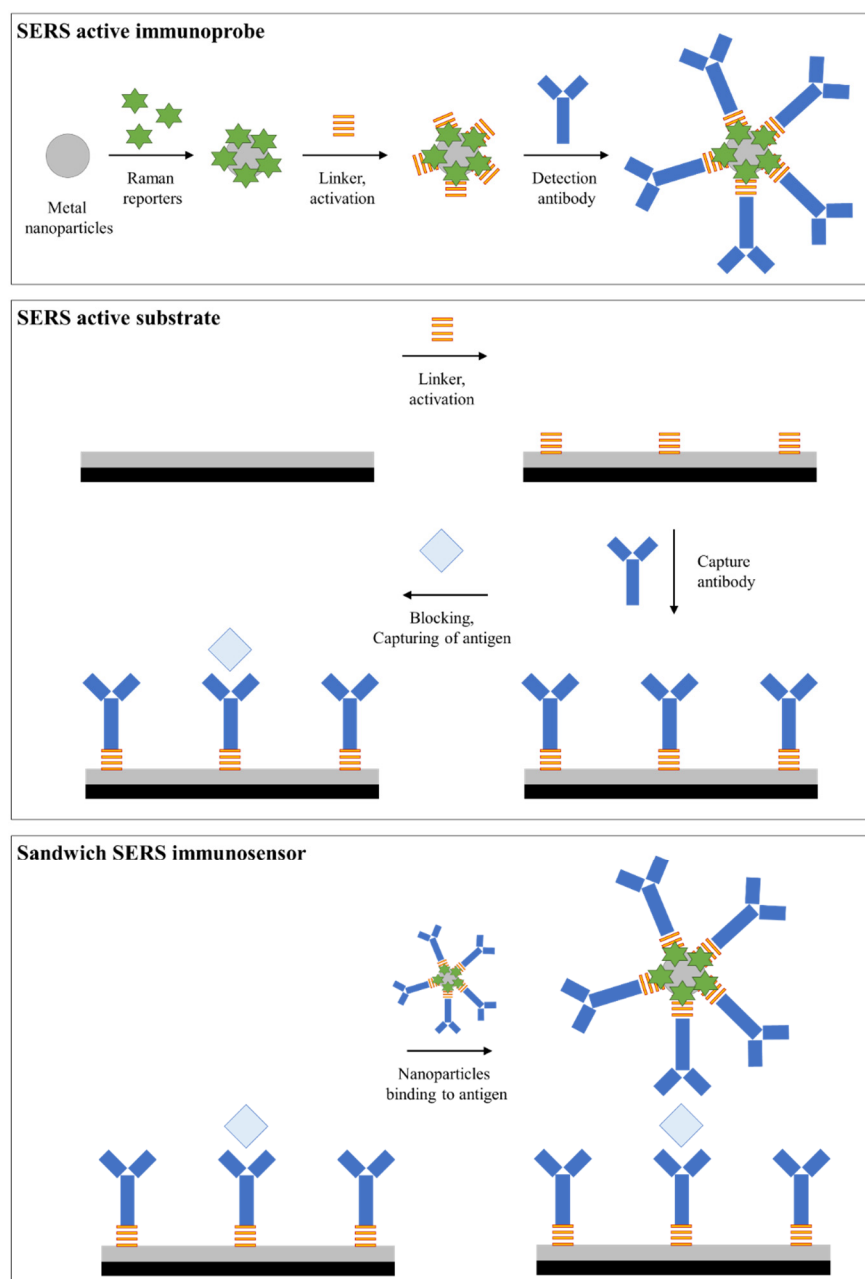 SERS active immunoprobe
Metal
nanoparticles
Raman
reporters
Linker,
activation
Detection
antibody
SERS active substrate
Linker,
activation
Capture
antibody
Blocking,
Capturing of antigen
Sandwich SERS immunosensor
Nanoparticles
binding to antigen